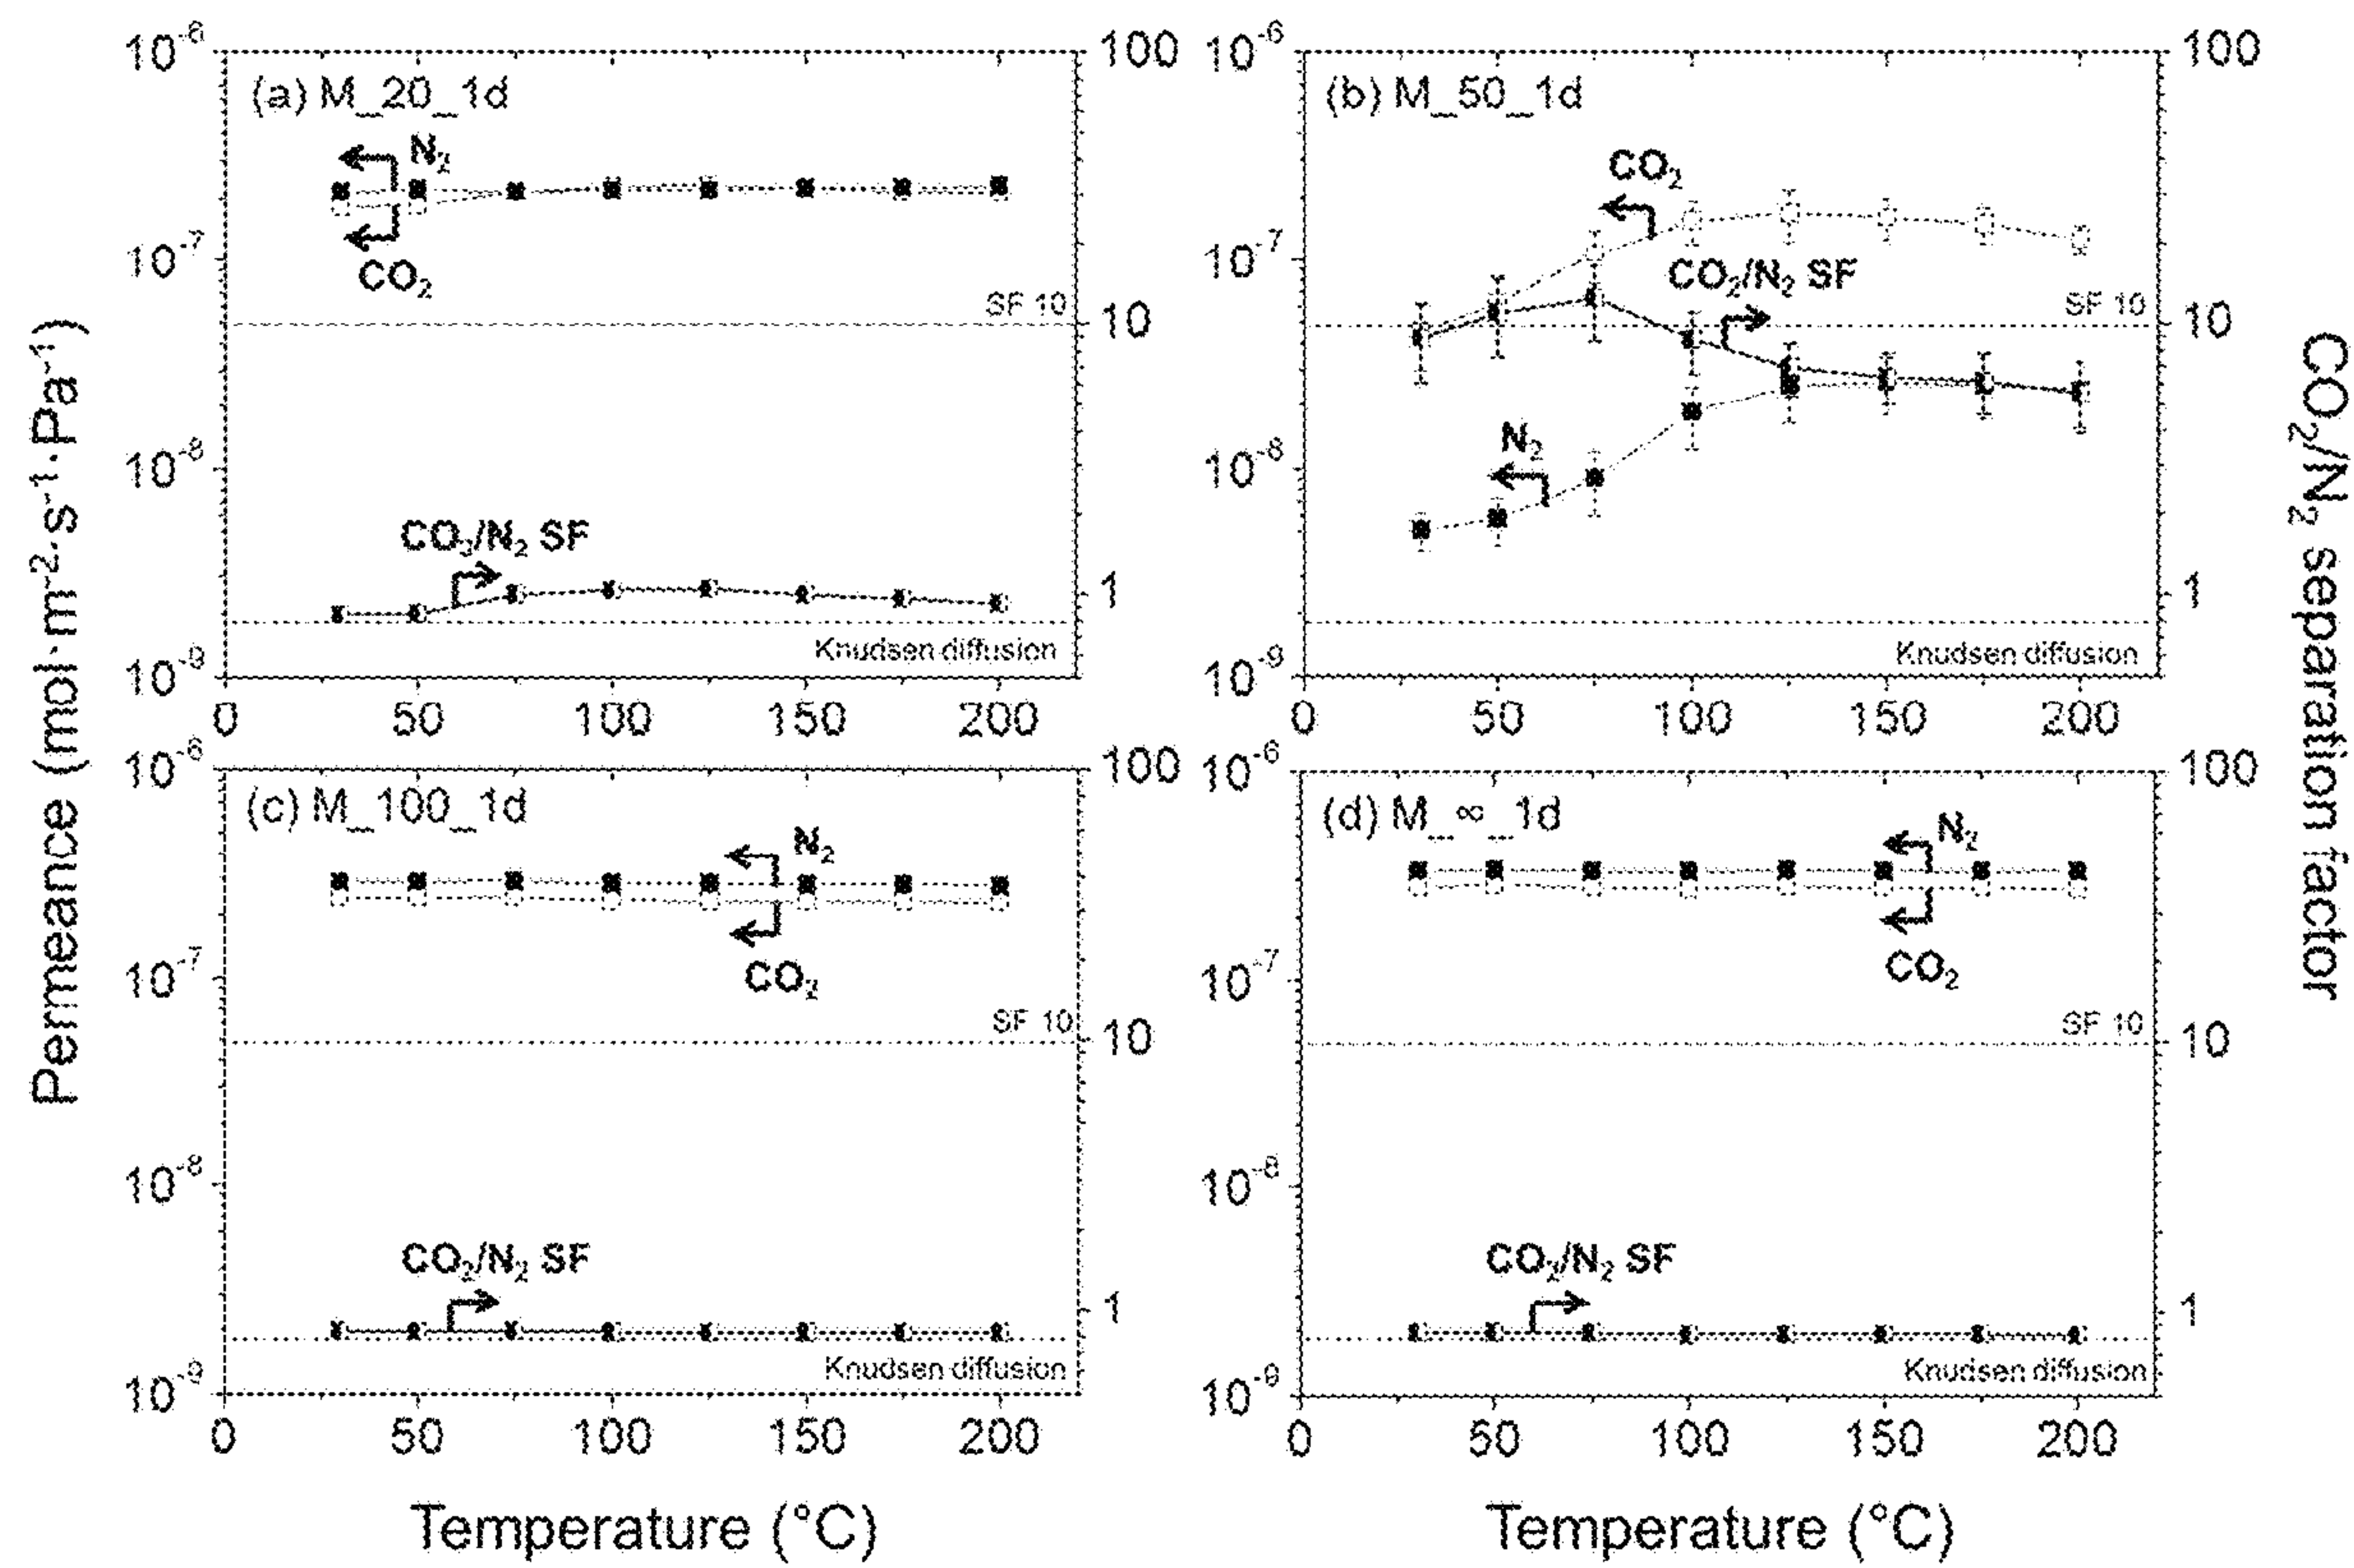 Permeance (mol·m⁻²·s⁻¹·Pa⁻¹)
(a) M_20_1d
10⁻⁶
10⁻⁷
10⁻⁸
10⁻⁹
100
10
1
N₂
CO₂
SF 10
CO₂/N₂ SF
Knudsen diffusion
0 50 100 150 200
(b) M_50_1d
10⁻⁶
10⁻⁷
10⁻⁸
10⁻⁹
100
10
1
CO₂
CO₂/N₂ SF
SF 10
N₂
Knudsen diffusion
0 50 100 150 200
(c) M_100_1d
10⁻⁶
10⁻⁷
10⁻⁸
10⁻⁹
100
10
1
N₂
CO₂
SF 10
CO₂/N₂ SF
Knudsen diffusion
0 50 100 150 200
Temperature (°C)
(d) M_∞_1d
10⁻⁶
10⁻⁷
10⁻⁸
10⁻⁹
100
10
1
N₂
CO₂
SF 10
CO₂/N₂ SF
Knudsen diffusion
0 50 100 150 200
Temperature (°C)
CO₂/N₂ separation factor